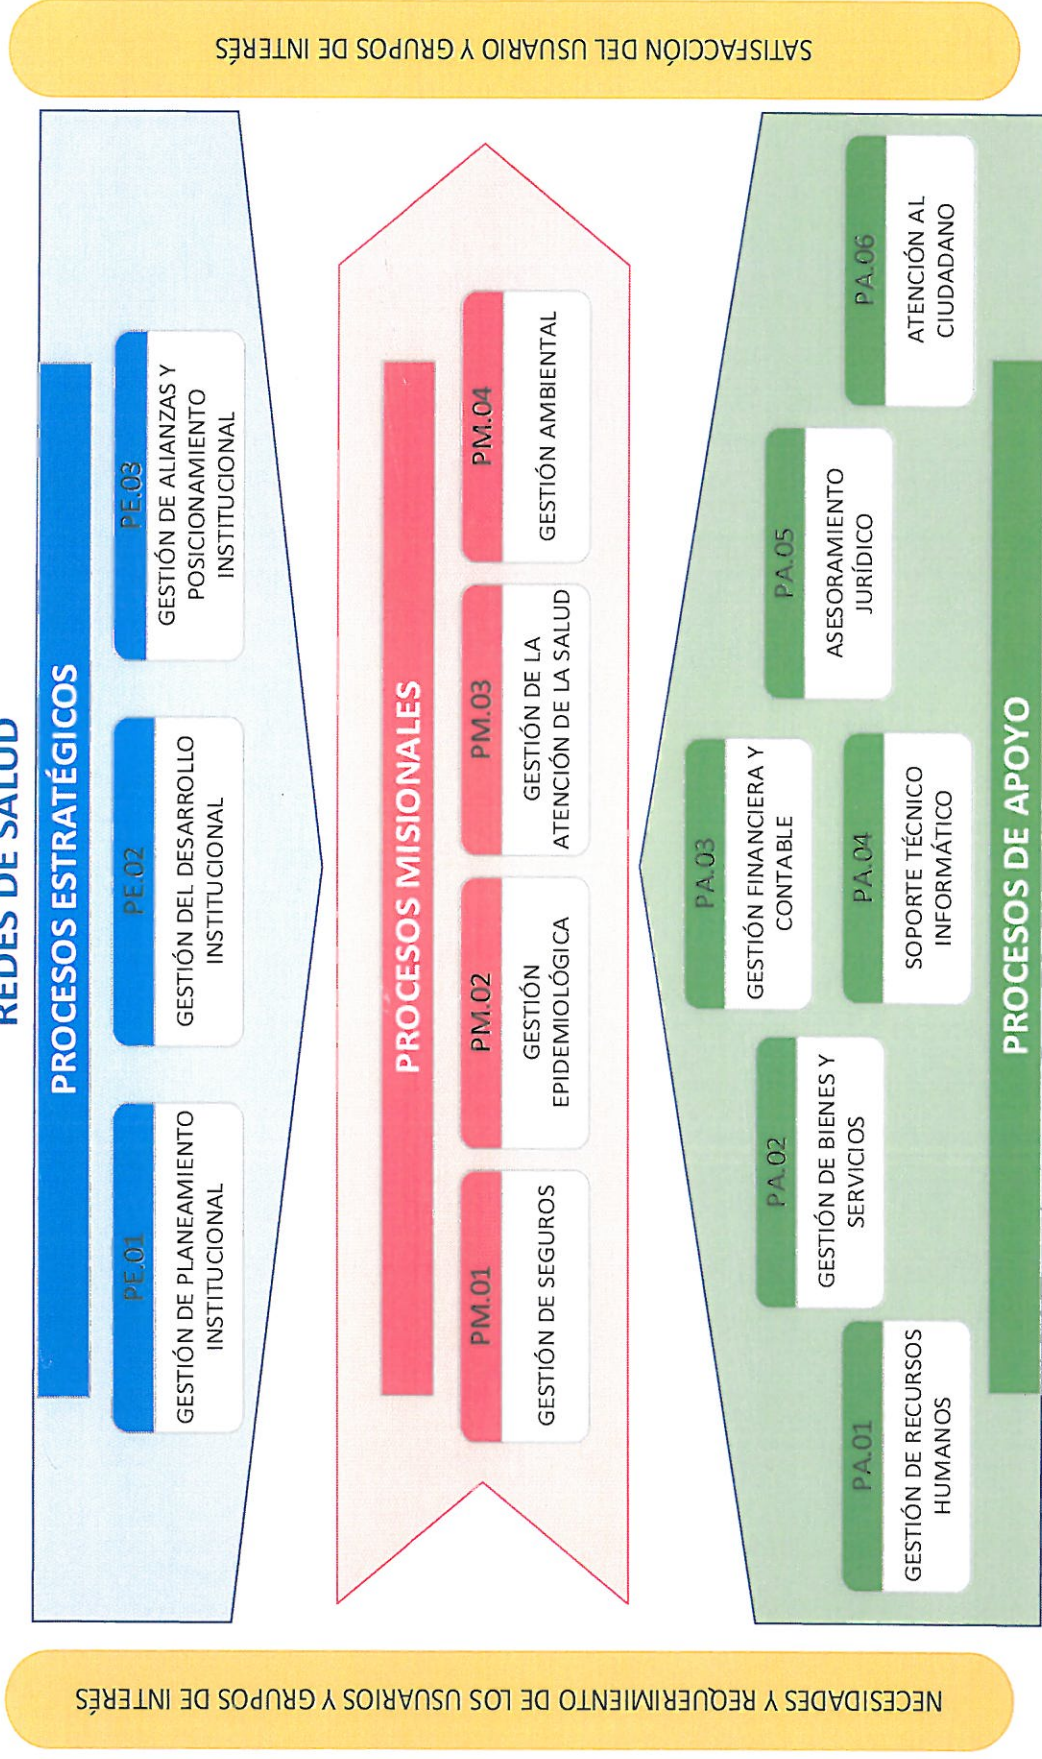 REDES DE SALUD
NECESIDADES Y REQUERIMIENTO DE LOS USUARIOS Y GRUPOS DE INTERÉS
PROCESOS ESTRATÉGICOS
PE.01
GESTIÓN DE PLANEAMIENTO
INSTITUCIONAL
PE.02
GESTIÓN DEL DESARROLLO
INSTITUCIONAL
PE.03
GESTIÓN DE ALIANZAS Y
POSICIONAMIENTO
INSTITUCIONAL
PROCESOS MISIONALES
PM.01
GESTIÓN DE SEGUROS
PM.02
GESTIÓN
EPIDEMIOLÓGICA
PM.03
GESTIÓN DE LA
ATENCIÓN DE LA SALUD
PM.04
GESTIÓN AMBIENTAL
PA.01
GESTIÓN DE RECURSOS
HUMANOS
PA.02
GESTIÓN DE BIENES Y
SERVICIOS
PA.03
GESTIÓN FINANCIERA Y
CONTABLE
PA.04
SOPORTE TÉCNICO
INFORMÁTICO
PA.05
ASESORAMIENTO
JURÍDICO
PA.06
ATENCIÓN AL
CIUDADANO
PROCESOS DE APOYO
SATISFACCIÓN DEL USUARIO Y GRUPOS DE INTERÉS